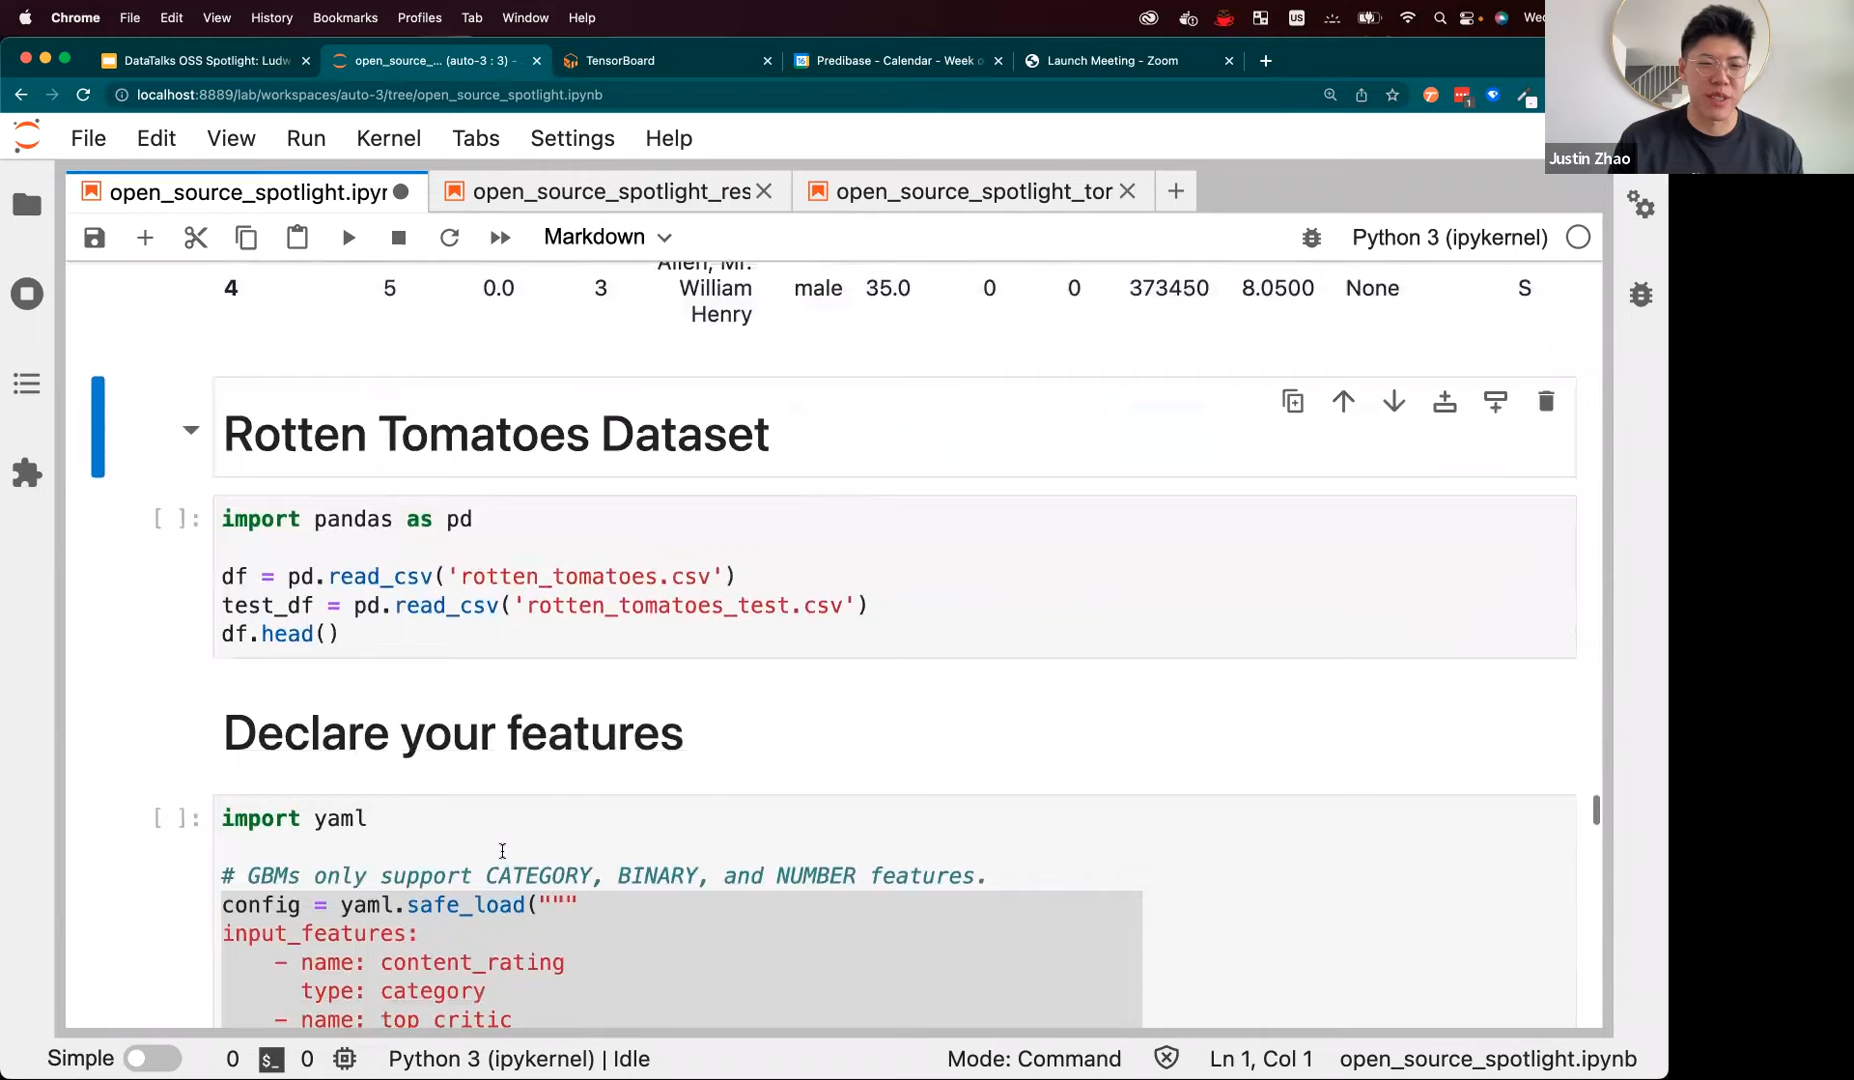 Chrome File Edit View History Bookmarks Profiles Tab Window Help US Wed
DataTalks OSS Spotlight: Ludw open_source_... (auto-3 : 3) - TensorBoard Predibase - Calendar - Week o Launch Meeting - Zoom
localhost:8889/lab/workspaces/auto-3/tree/open_source_spotlight.ipynb
File Edit View Run Kernel Tabs Settings Help
Justin Zhao
open_source_spotlight.ipyr open_source_spotlight_res open_source_spotlight_tor
Markdown Python 3 (ipykernel)
Allen, Mr.
4 5 0.0 3 William male 35.0 0 0 373450 8.0500 None S
Henry
Rotten Tomatoes Dataset
[ ]: import pandas as pd
df = pd.read_csv('rotten_tomatoes.csv')
test_df = pd.read_csv('rotten_tomatoes_test.csv')
df.head()
Declare your features
[ ]: import yaml
# GBMs only support CATEGORY, BINARY, and NUMBER features.
config = yaml.safe_load("""
input_features:
- name: content_rating
type: category
- name: top_critic
Simple 0 $_ 0 Python 3 (ipykernel) | Idle Mode: Command Ln 1, Col 1 open_source_spotlight.ipynb